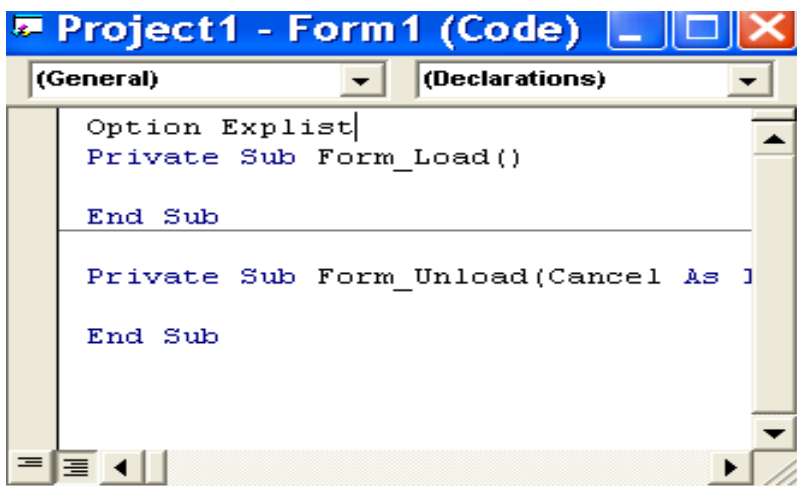 Project1 - Form1 (Code)
(General) (Declarations)
Option Explist
Private Sub Form_Load()
End Sub
Private Sub Form_Unload(Cancel As
End Sub